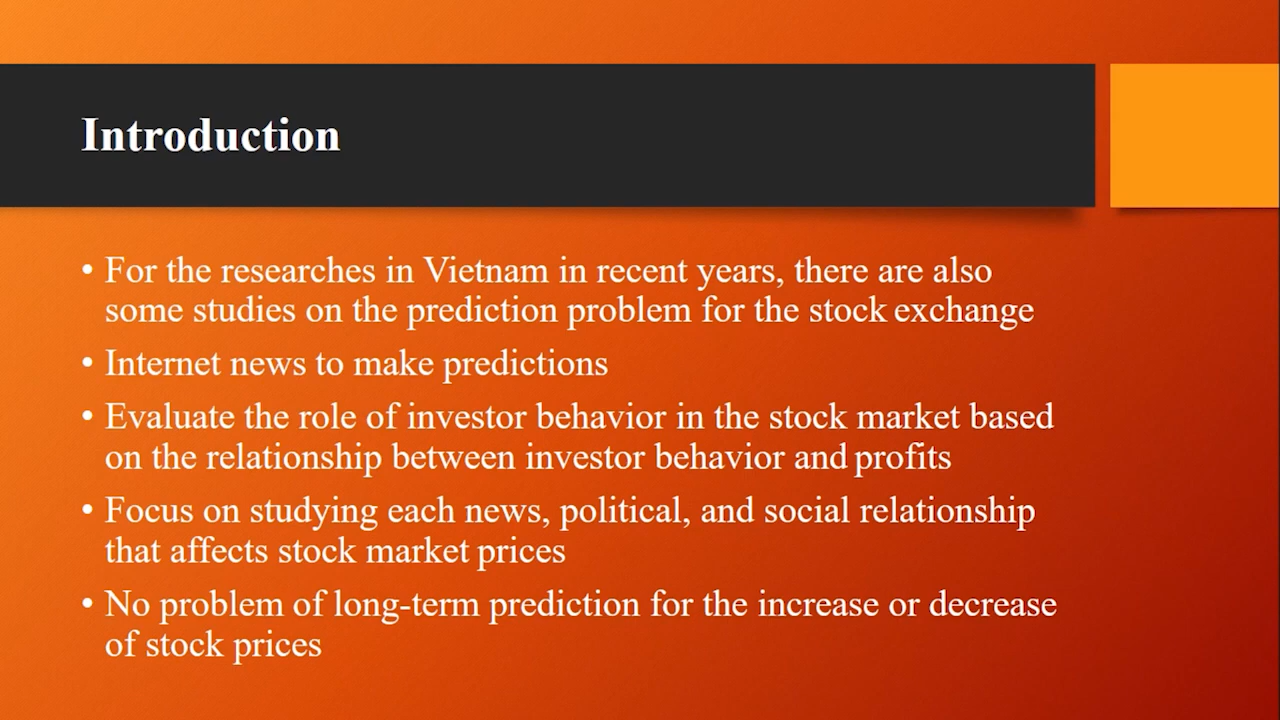 Introduction
• For the researches in Vietnam in recent years, there are also
some studies on the prediction problem for the stock exchange
• Internet news to make predictions
• Evaluate the role of investor behavior in the stock market based
on the relationship between investor behavior and profits
• Focus on studying each news, political, and social relationship
that affects stock market prices
• No problem of long-term prediction for the increase or decrease
of stock prices